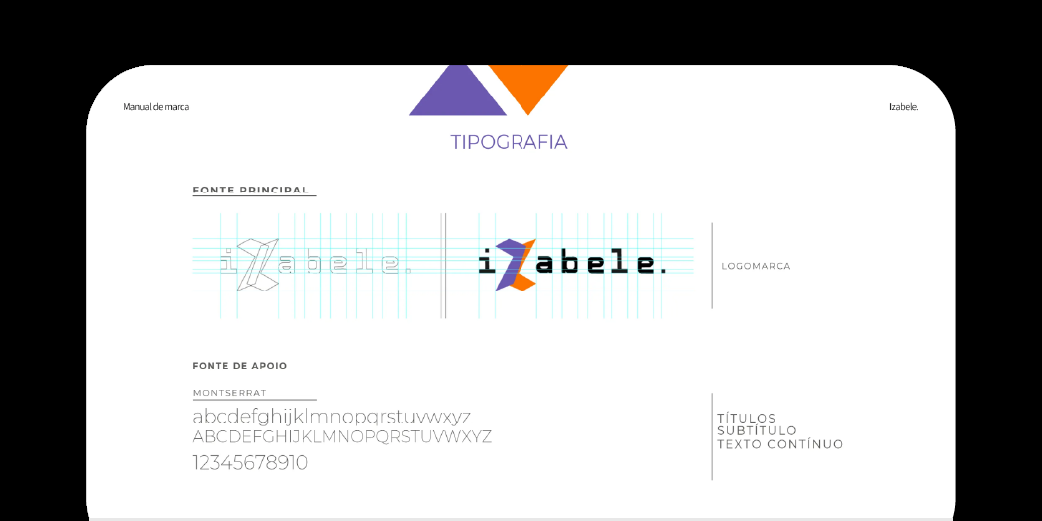 Manual de marca
Izabele.
TIPOGRAFIA
FONTE PRINCIPAL
izabele.
izabele.
LOGOMARCA
FONTE DE APOIO
MONTSERRAT
abcdefghijklmnopqrstuvwxyz
ABCDEFGHIJKLMNOPQRSTUVWXYZ
12345678910
TÍTULOS
SUBTÍTULO
TEXTO CONTÍNUO